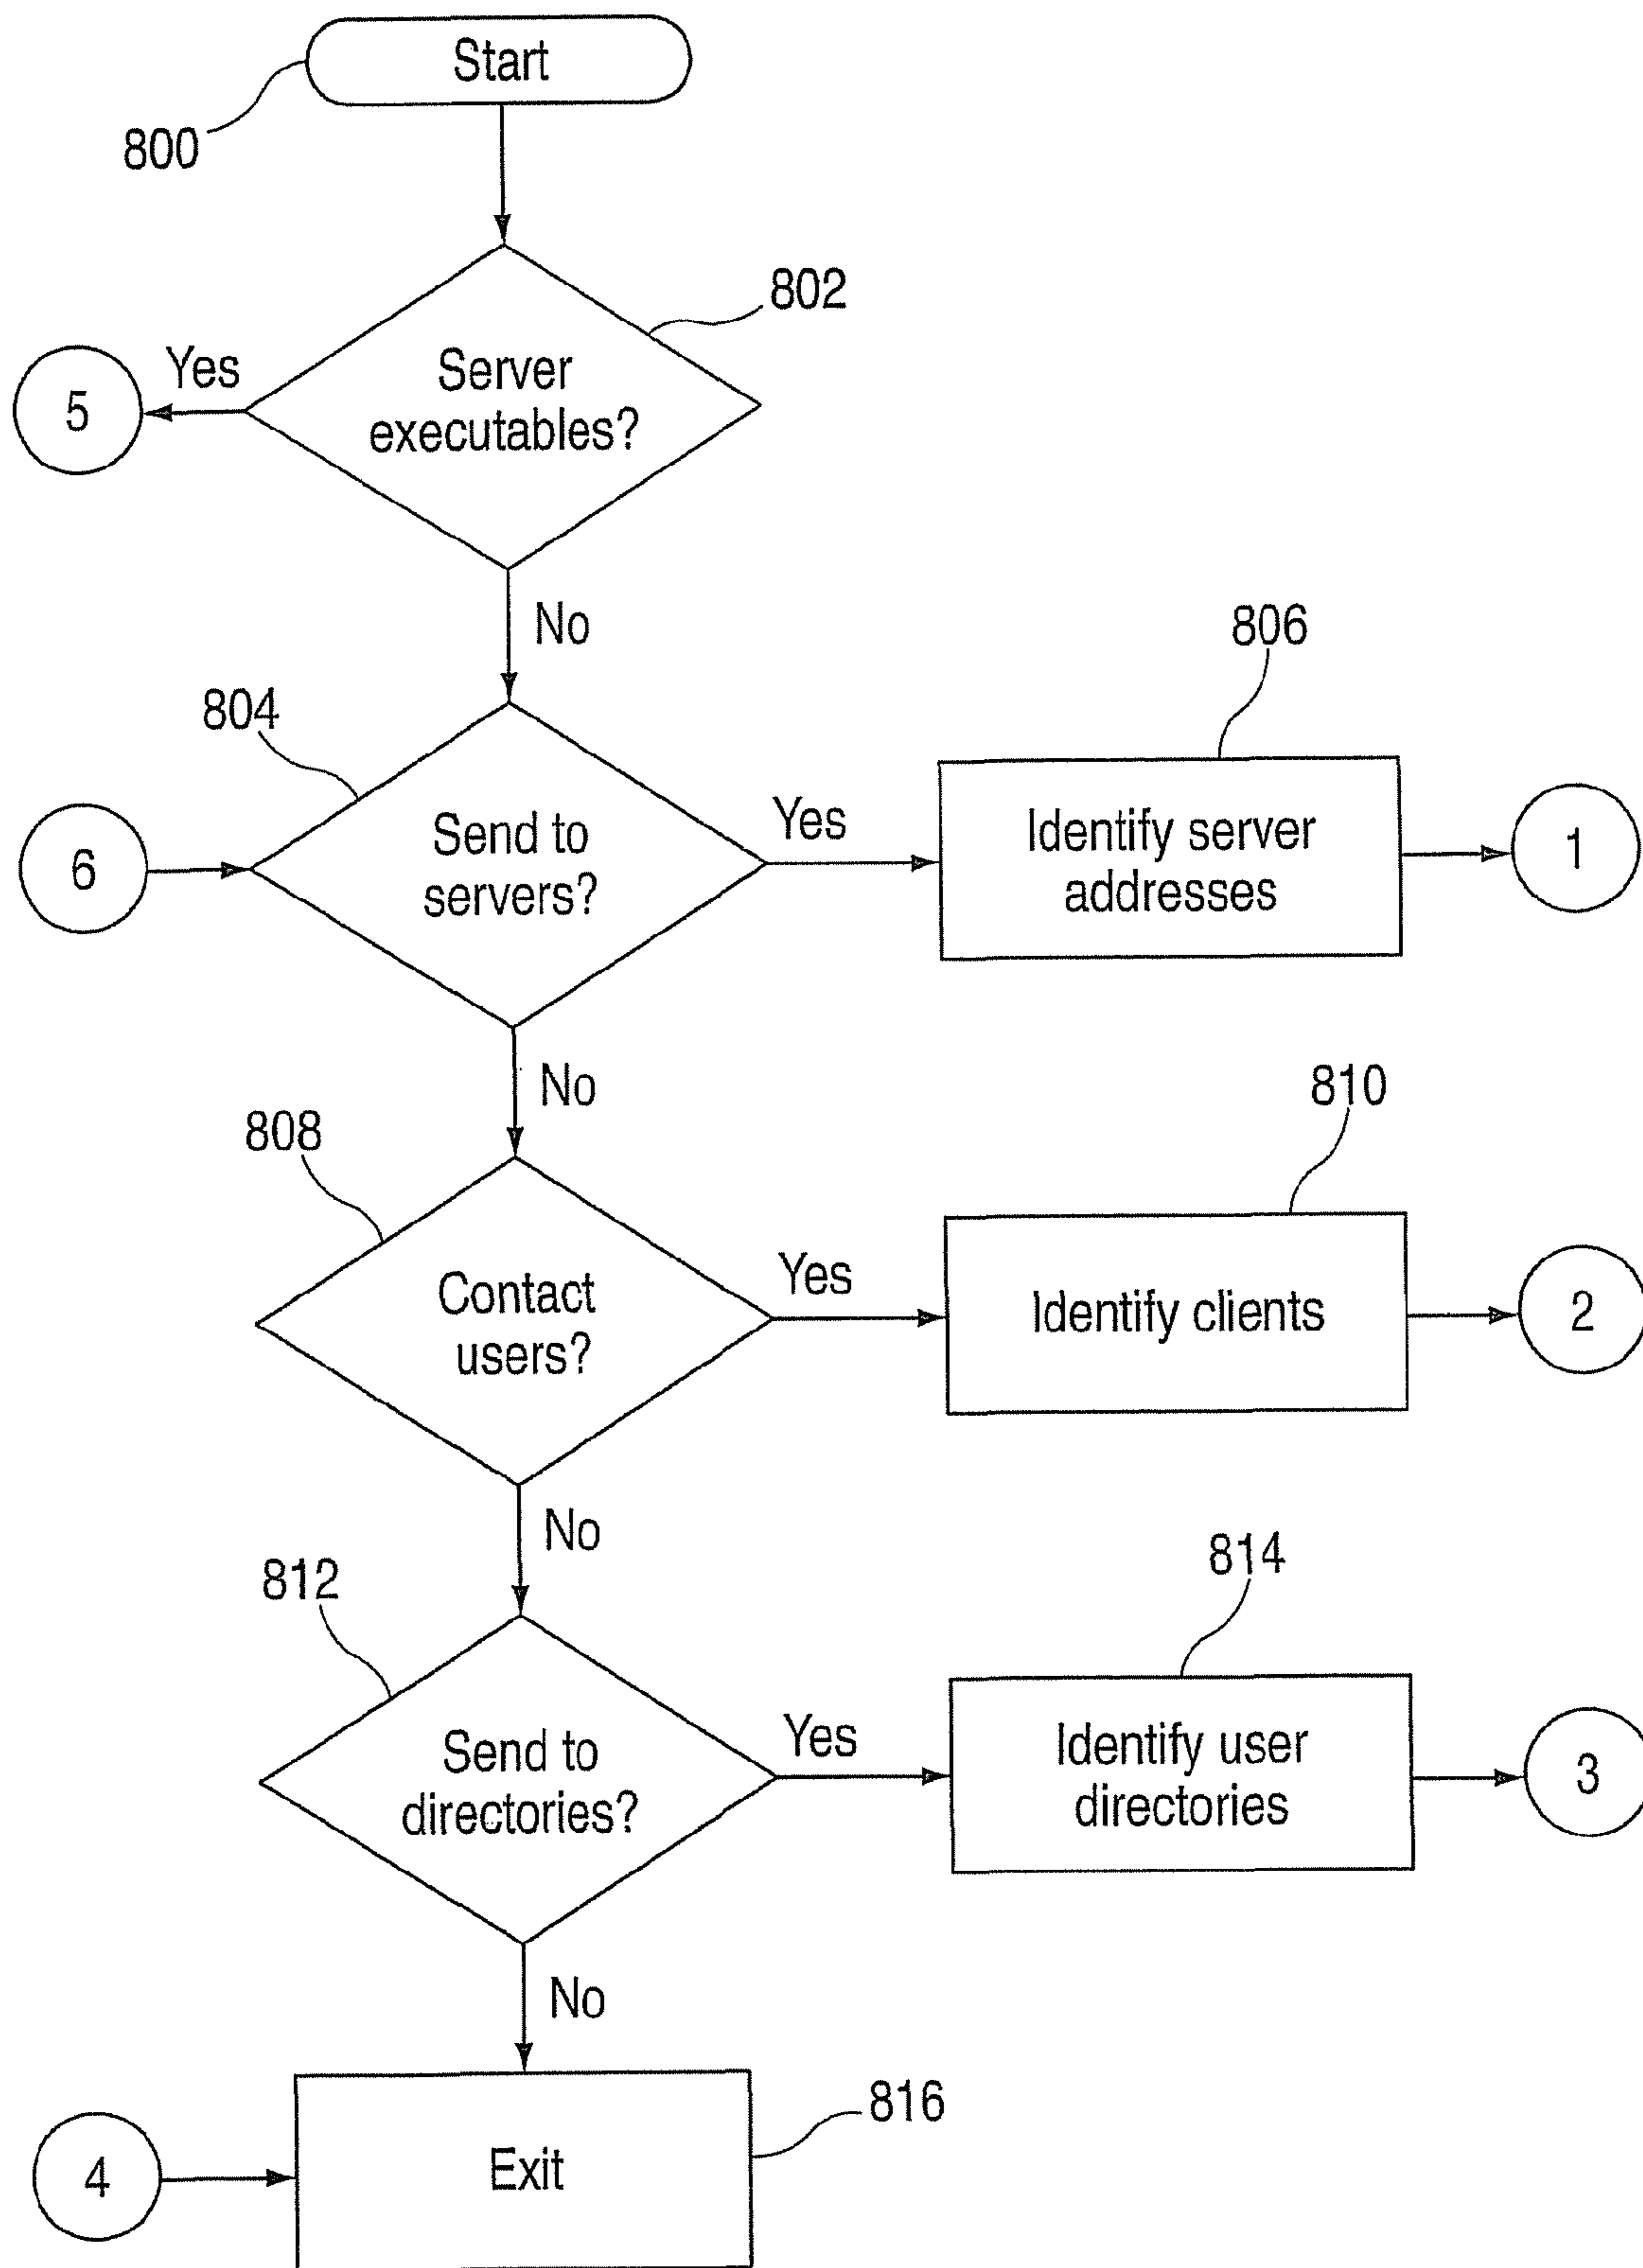 Start
800
802
Yes
5
Server
executables?
No
806
804
6
Send to
servers?
Yes
Identify server
addresses
1
No
810
808
Contact
users?
Yes
Identify clients
2
No
814
812
Send to
directories?
Yes
Identify user
directories
3
No
816
4
Exit